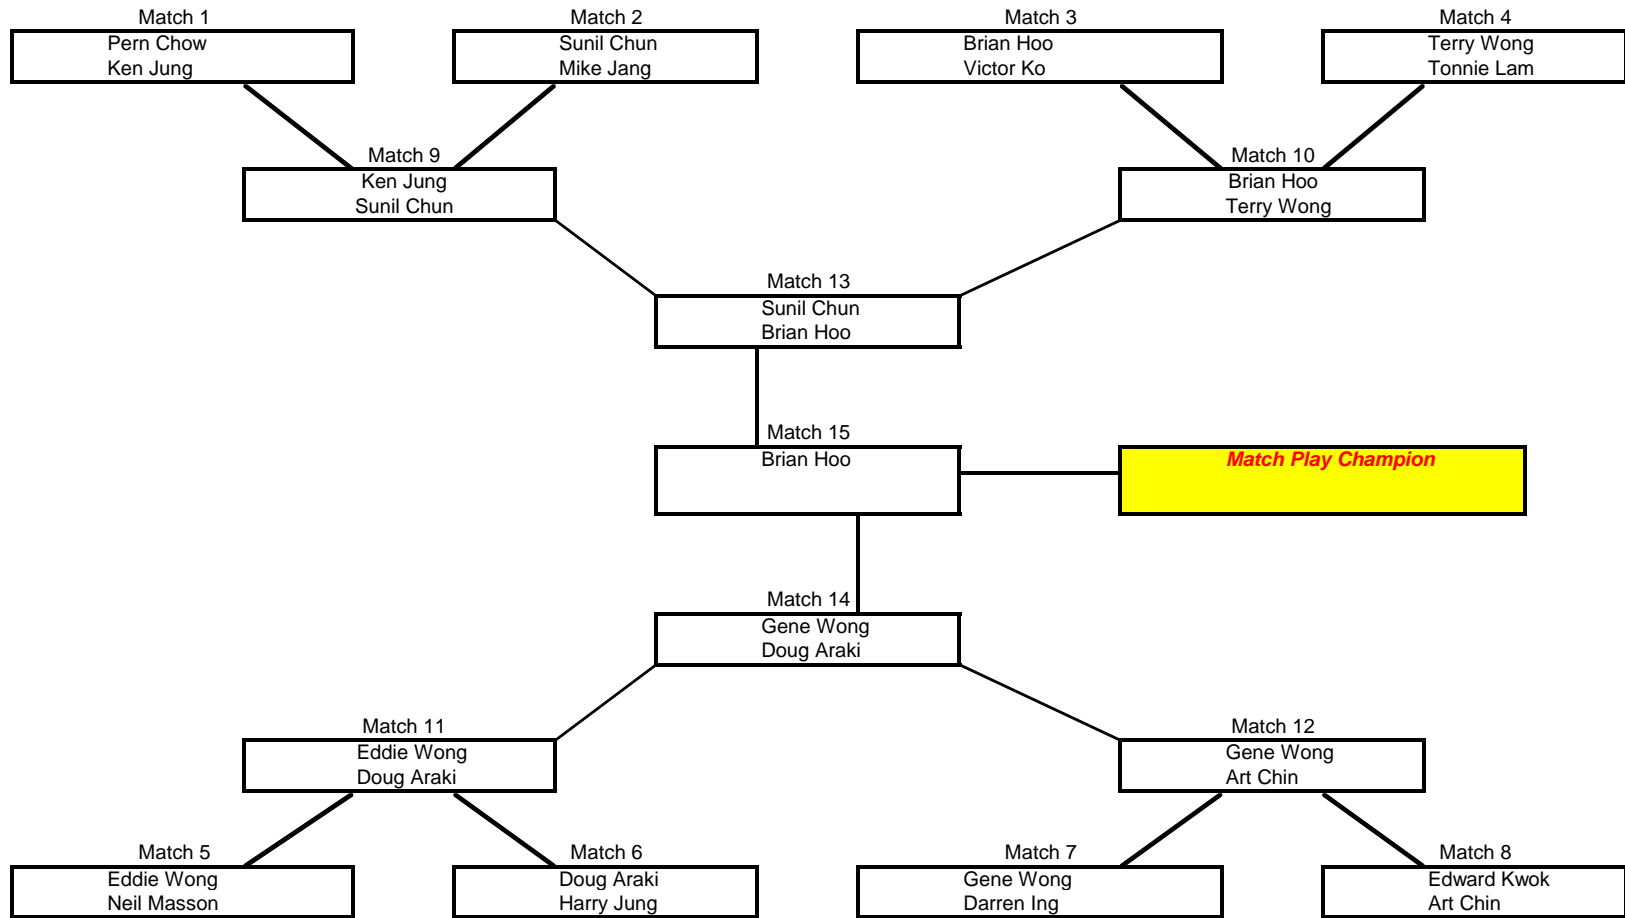 Match 1
Match 2
Match 3
Match 4
Pern Chow
Ken Jung
Sunil Chun
Mike Jang
Brian Hoo
Victor Ko
Terry Wong
Tonnie Lam
Match 9
Match 10
Ken Jung
Sunil Chun
Brian Hoo
Terry Wong
Match 13
Sunil Chun
Brian Hoo
Match 15
Brian Hoo
Match Play Champion
Match 14
Gene Wong
Doug Araki
Match 11
Match 12
Eddie Wong
Doug Araki
Gene Wong
Art Chin
Match 5
Match 6
Match 7
Match 8
Eddie Wong
Neil Masson
Doug Araki
Harry Jung
Gene Wong
Darren Ing
Edward Kwok
Art Chin